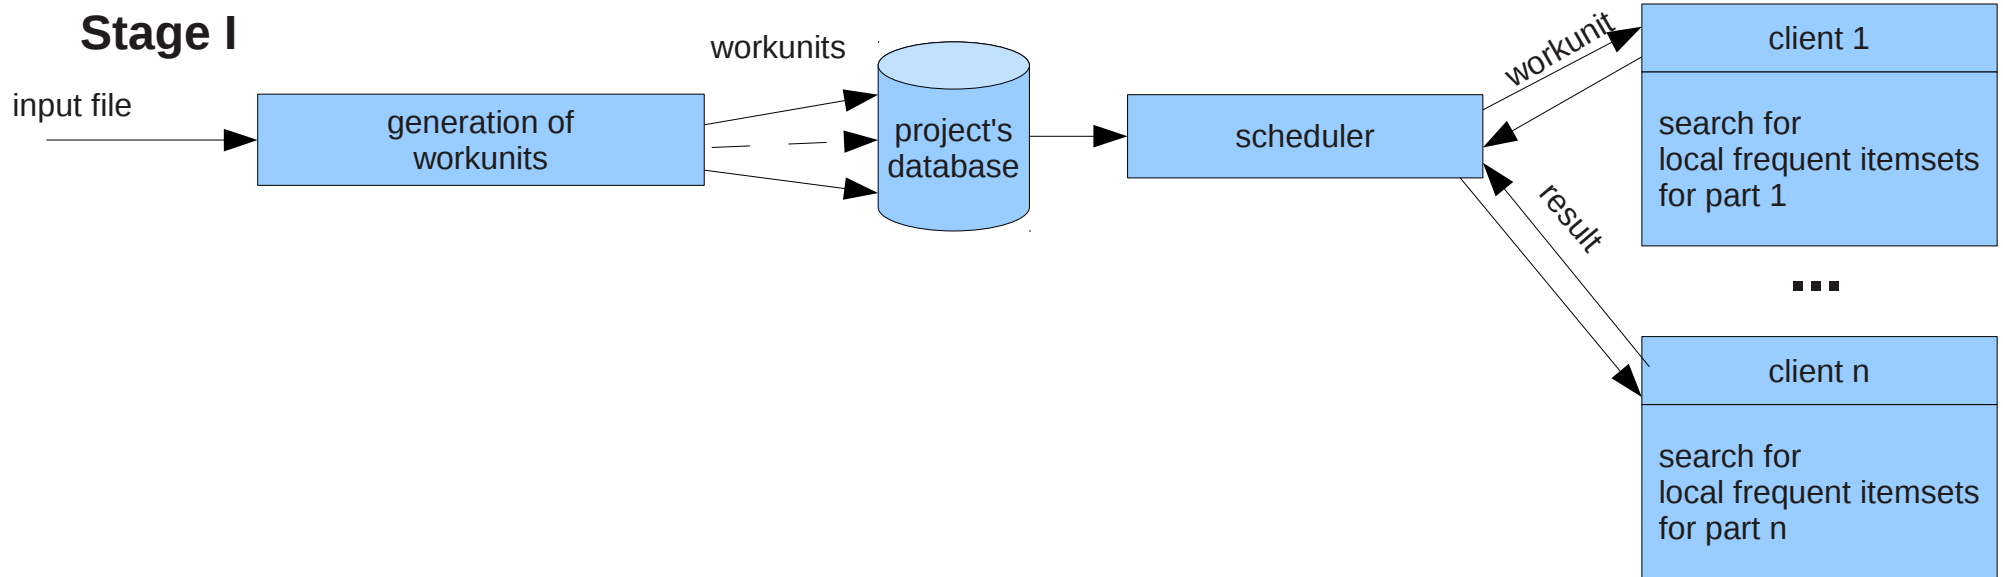 Stage I
input file
generation of
workunits
workunits
project's
database
scheduler
workunit
result
client 1
search for
local frequent itemsets
for part 1
...
client n
search for
local frequent itemsets
for part n